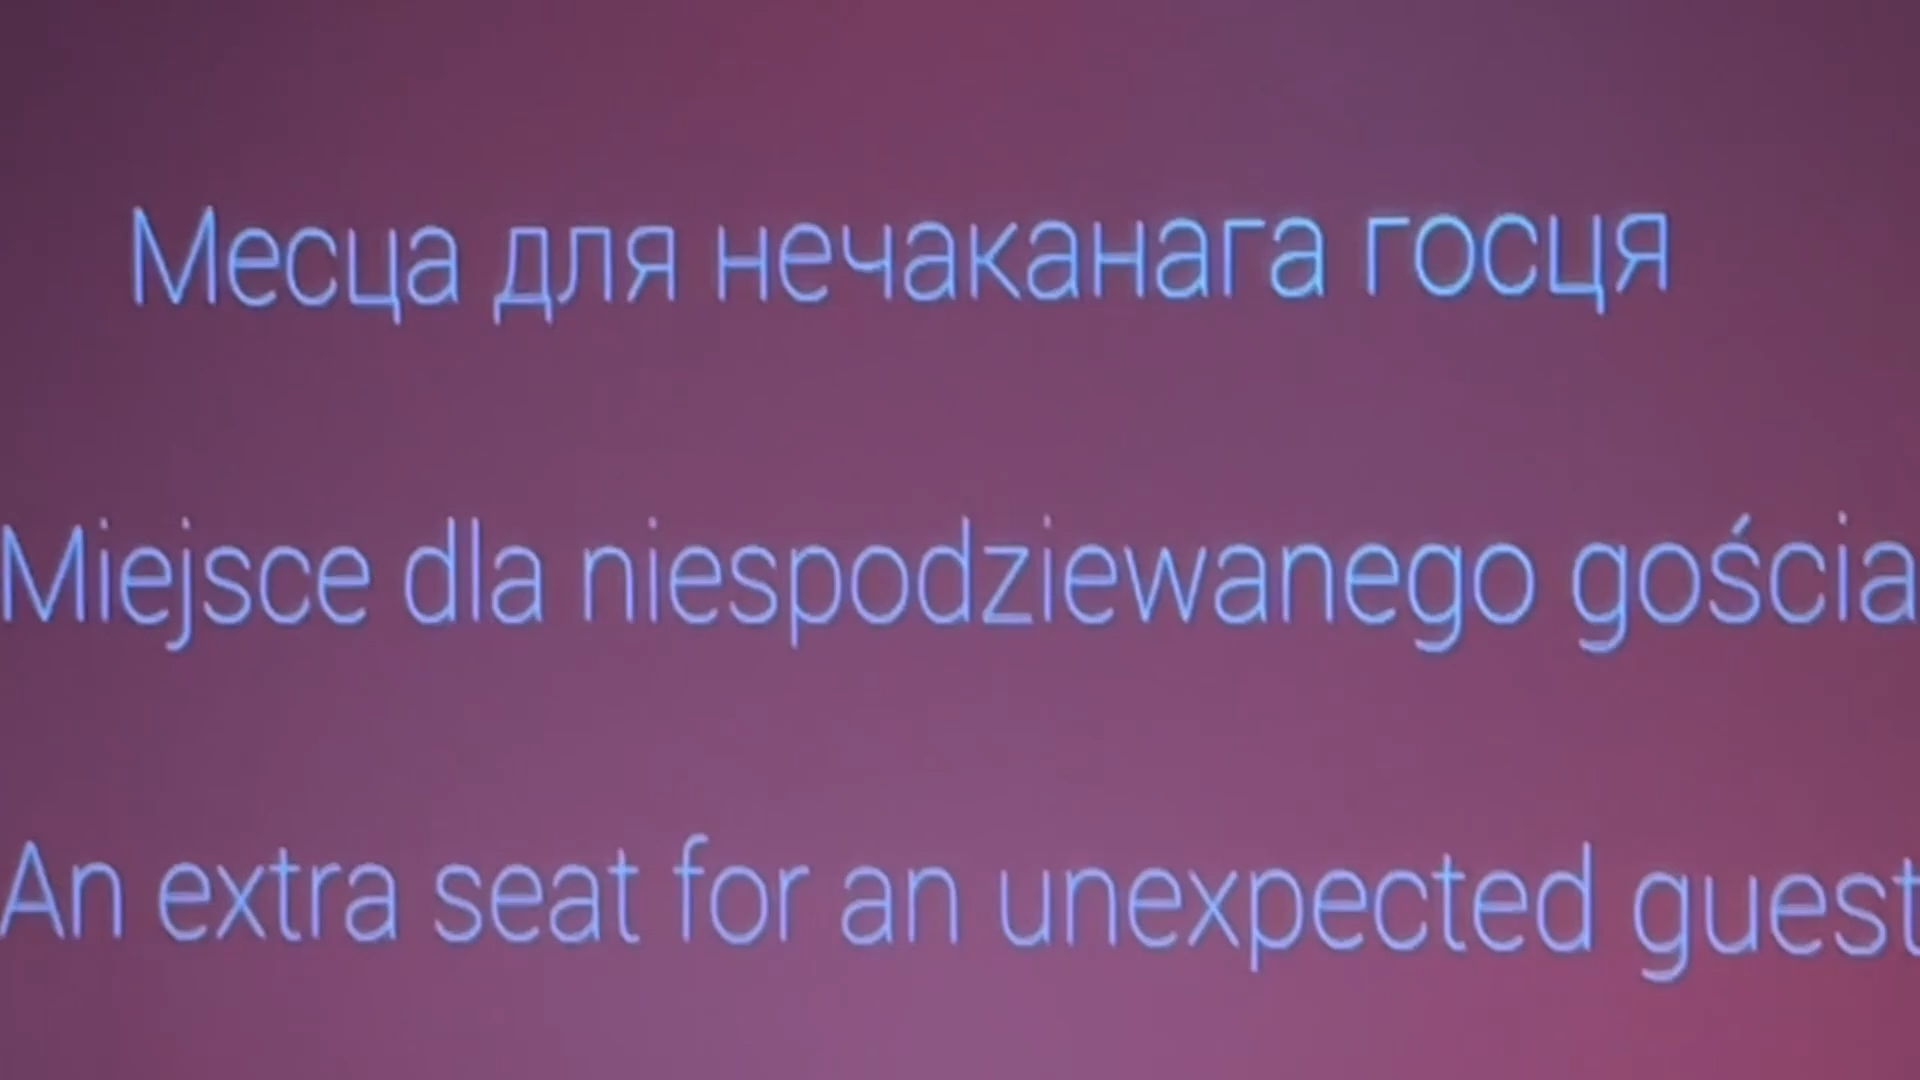 Месца для нечаканага госця
Miejsce dla niespodziewanego gościa
An extra seat for an unexpected guest